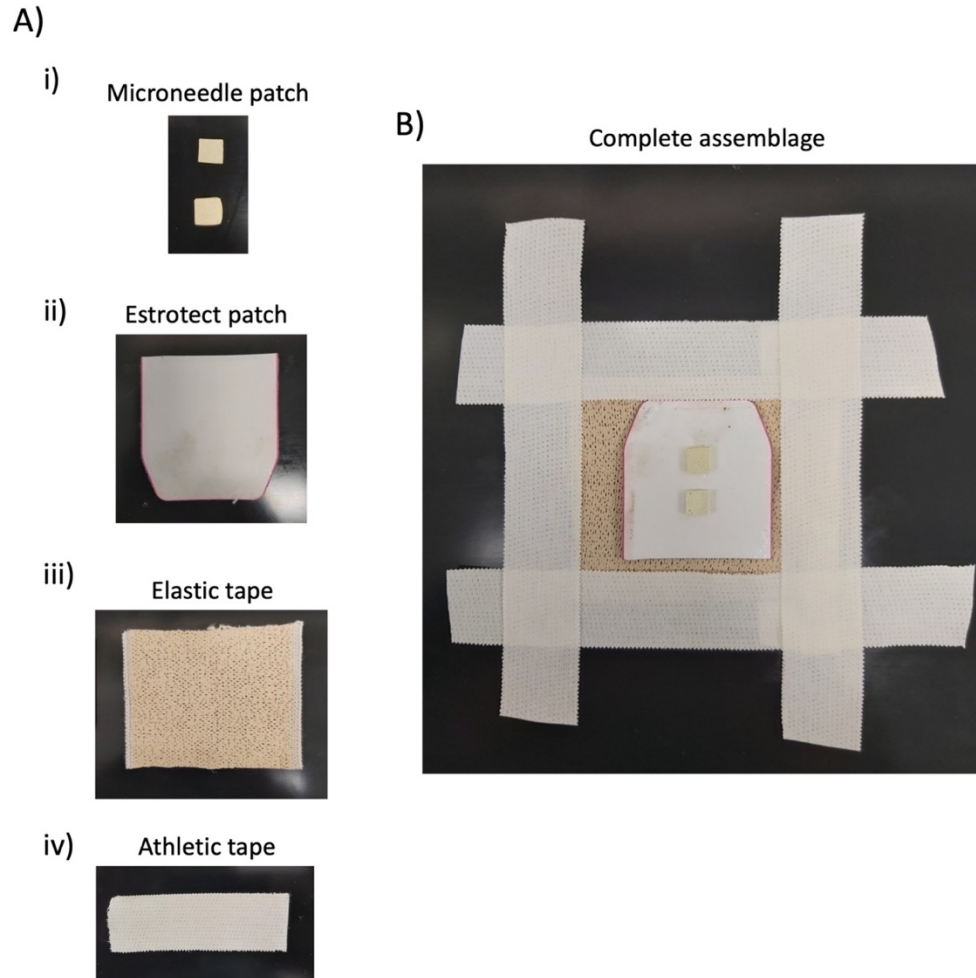 A)
i)
Microneedle patch
ii)
Estrotect patch
iii)
Elastic tape
iv)
Athletic tape
B)
Complete assemblage